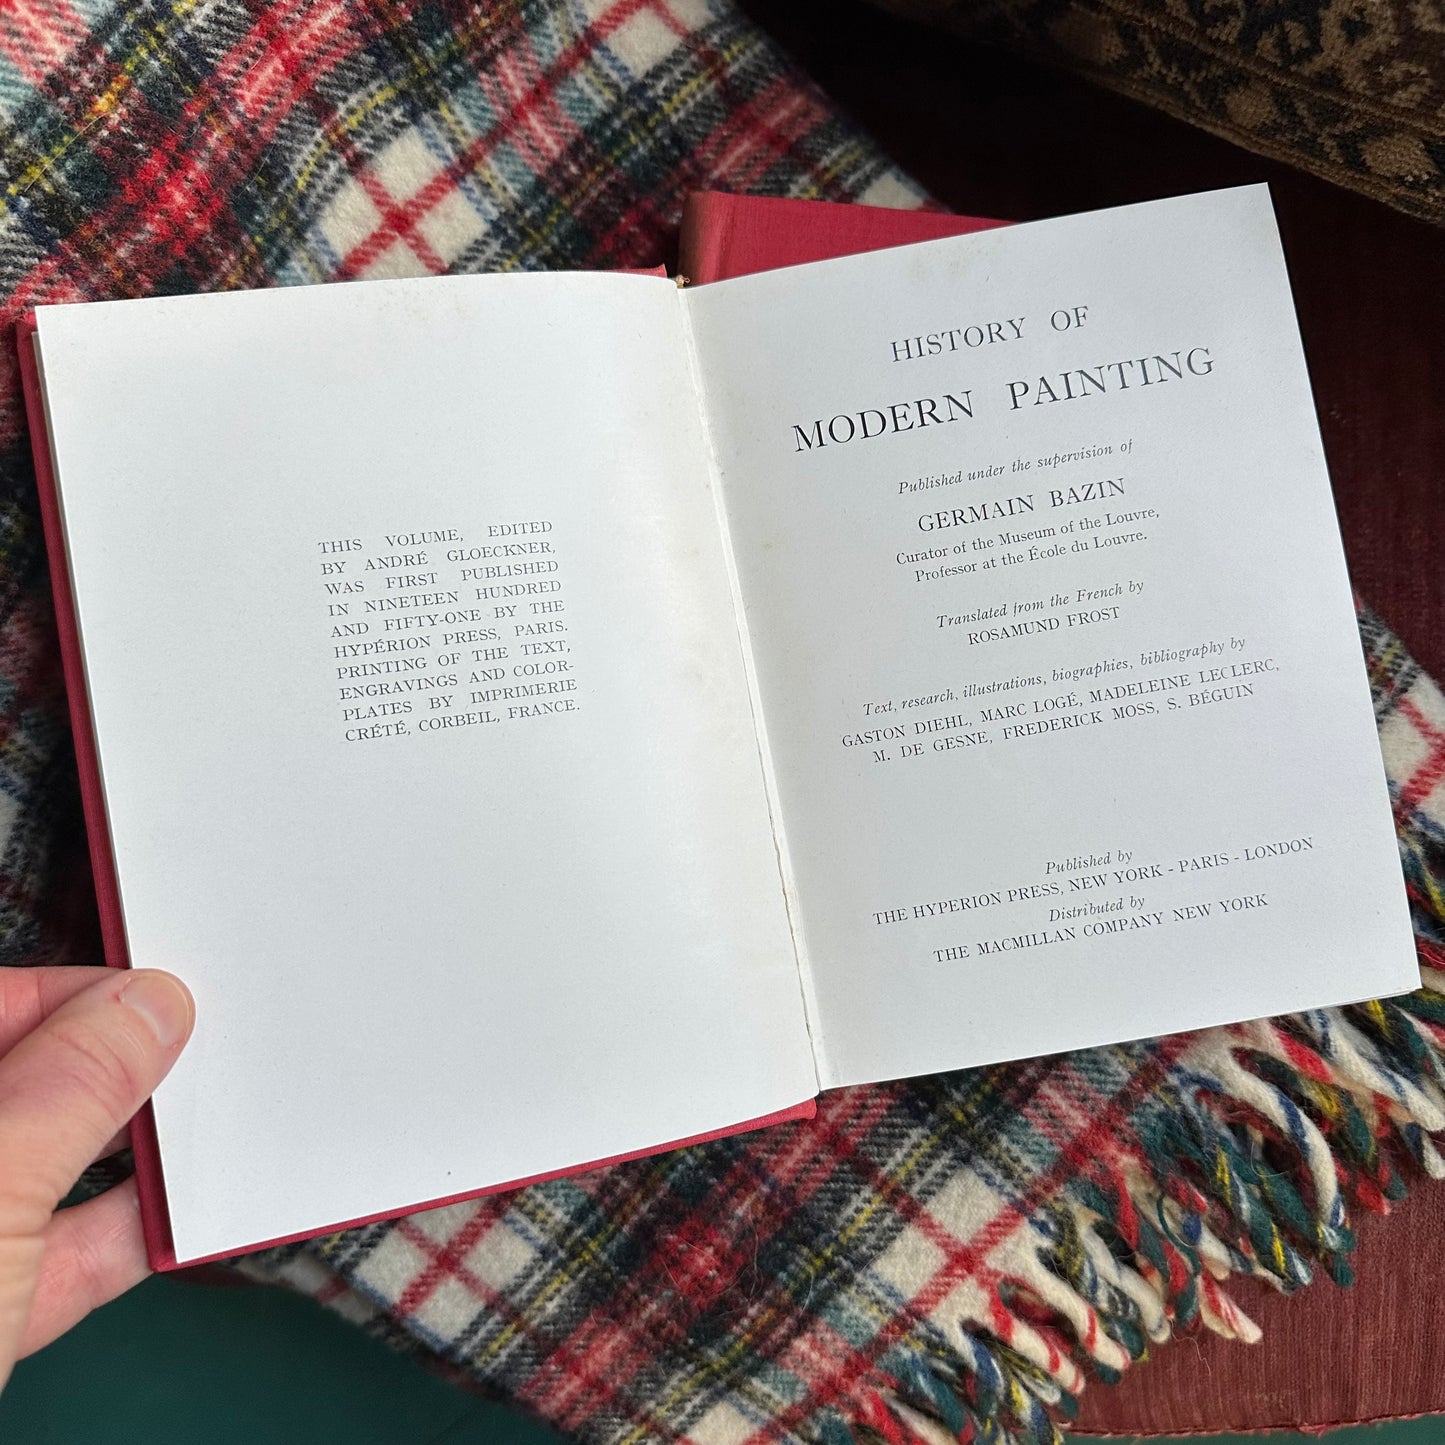 THIS VOLUME, EDITED
BY ANDRÉ GLOECKNER,
WAS FIRST PUBLISHED
IN NINETEEN HUNDRED
AND FIFTY-ONE BY THE
HYPÉRION PRESS, PARIS.
PRINTING OF THE TEXT,
ENGRAVINGS AND COLOR-
PLATES BY IMPRIMERIE
CRÉTÉ, CORBEIL, FRANCE.
HISTORY OF
MODERN PAINTING
Published under the supervision of
GERMAIN BAZIN
Curator of the Museum of the Louvre,
Professor at the École du Louvre.
Translated from the French by
ROSAMUND FROST
Text, research, illustrations, biographies, bibliography by
GASTON DIEHL, MARC LOGÉ, MADELEINE LECLERC,
M. DE GESNE, FREDERICK MOSS, S. BÉGUIN
Published by
THE HYPERION PRESS, NEW YORK - PARIS - LONDON
Distributed by
THE MACMILLAN COMPANY NEW YORK